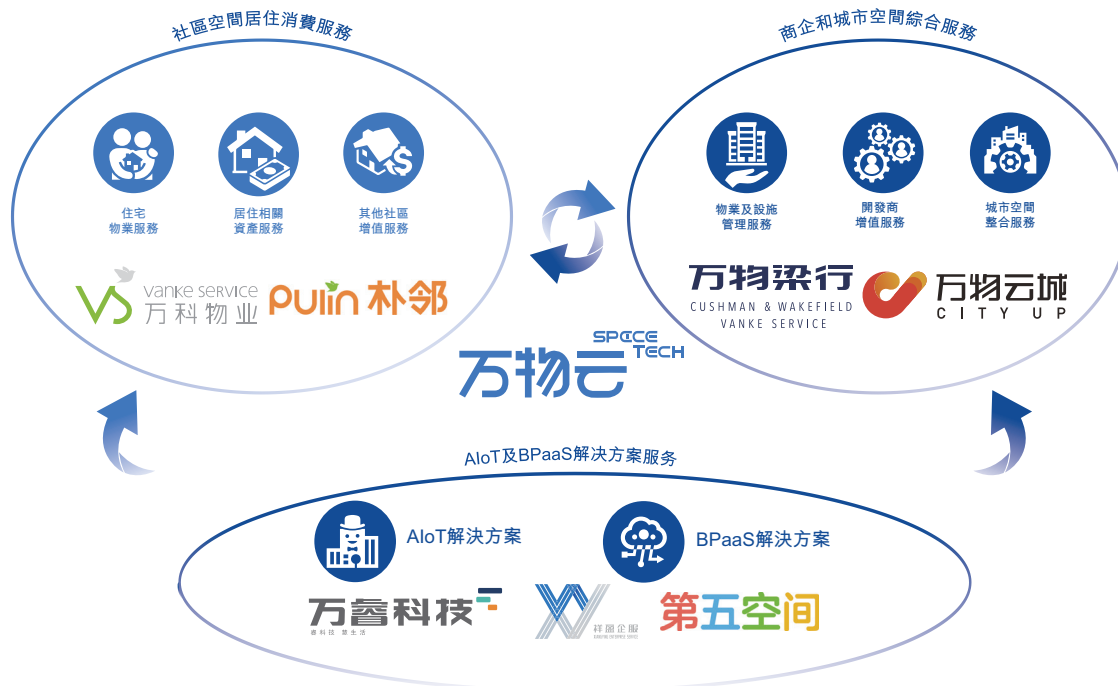 社區空間居住消費服務
住宅
物業服務
居住相關
資產服務
其他社區
增值服務
vanke service
万科物业
pulin 朴邻
商企和城市空間綜合服務
物業及設施
管理服務
開發商
增值服務
城市空間
整合服務
万物梁行
CUSHMAN & WAKEFIELD
VANKE SERVICE
万物云城
CITY UP
SPACE
TECH
万物云
AIoT及BPaaS解決方案服务
AIoT解決方案
BPaaS解決方案
万睿科技
睿科技 慧生活
祥盈企服
第五空间